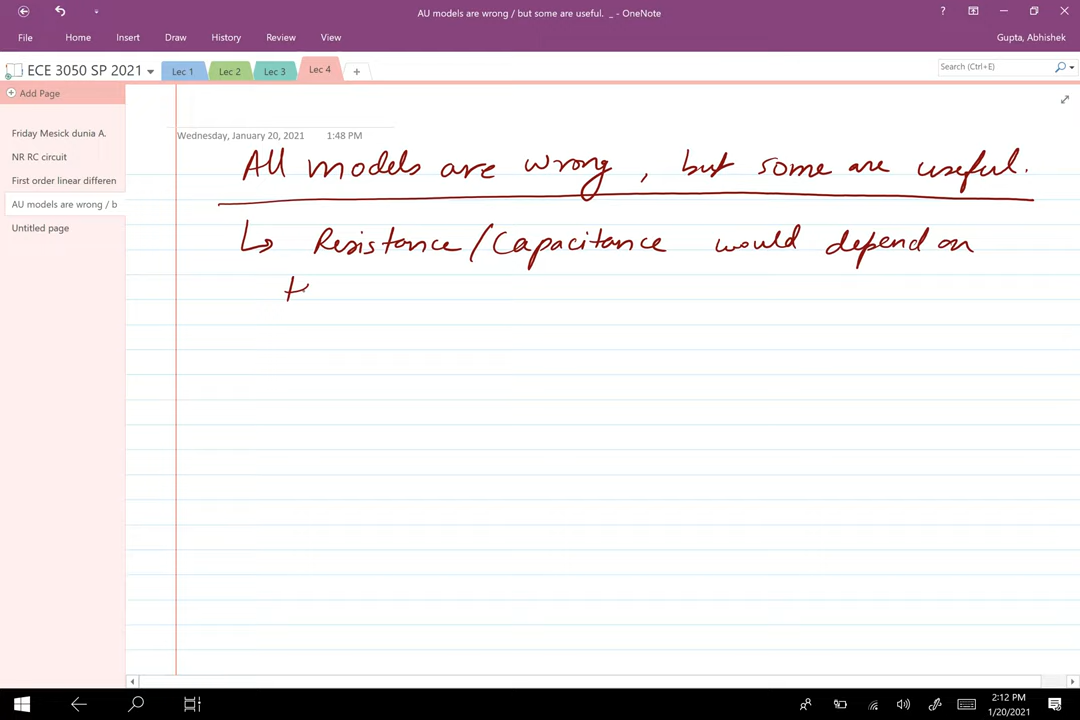 AU models are wrong / but some are useful. _ - OneNote
?
File Home Insert Draw History Review View
Gupta, Abhishek
ECE 3050 SP 2021
Lec 1 Lec 2 Lec 3 Lec 4 +
Search (Ctrl+E)
Add Page
Friday Mesick dunia A.
NR RC circuit
First order linear differen
AU models are wrong / b
Untitled page
Wednesday, January 20, 2021 1:48 PM
All models are wrong, but some are useful.
↳ Resistance/Capacitance would depend on
2:12 PM
1/20/2021